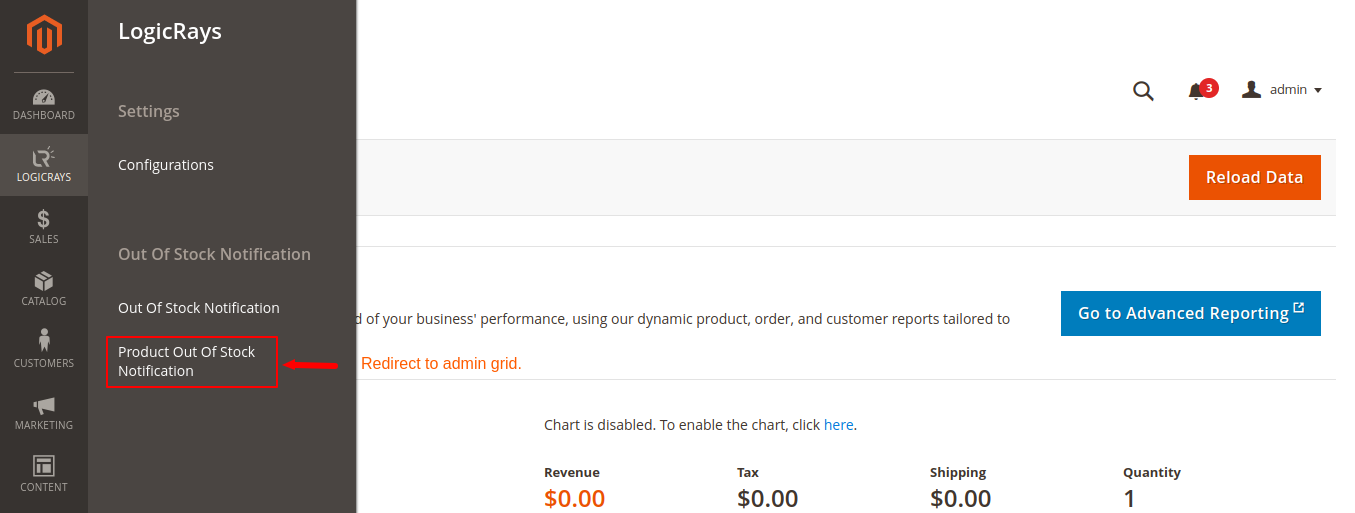 LogicRays
Settings
Configurations
Out Of Stock Notification
Out Of Stock Notification
Product Out Of Stock
Notification
DASHBOARD
LR
LOGICRAYS
SALES
CATALOG
CUSTOMERS
MARKETING
CONTENT
3
admin
Reload Data
d of your business' performance, using our dynamic product, order, and customer reports tailored to
Go to Advanced Reporting
Redirect to admin grid.
Chart is disabled. To enable the chart, click here.
Revenue Tax Shipping Quantity
$0.00 $0.00 $0.00 1